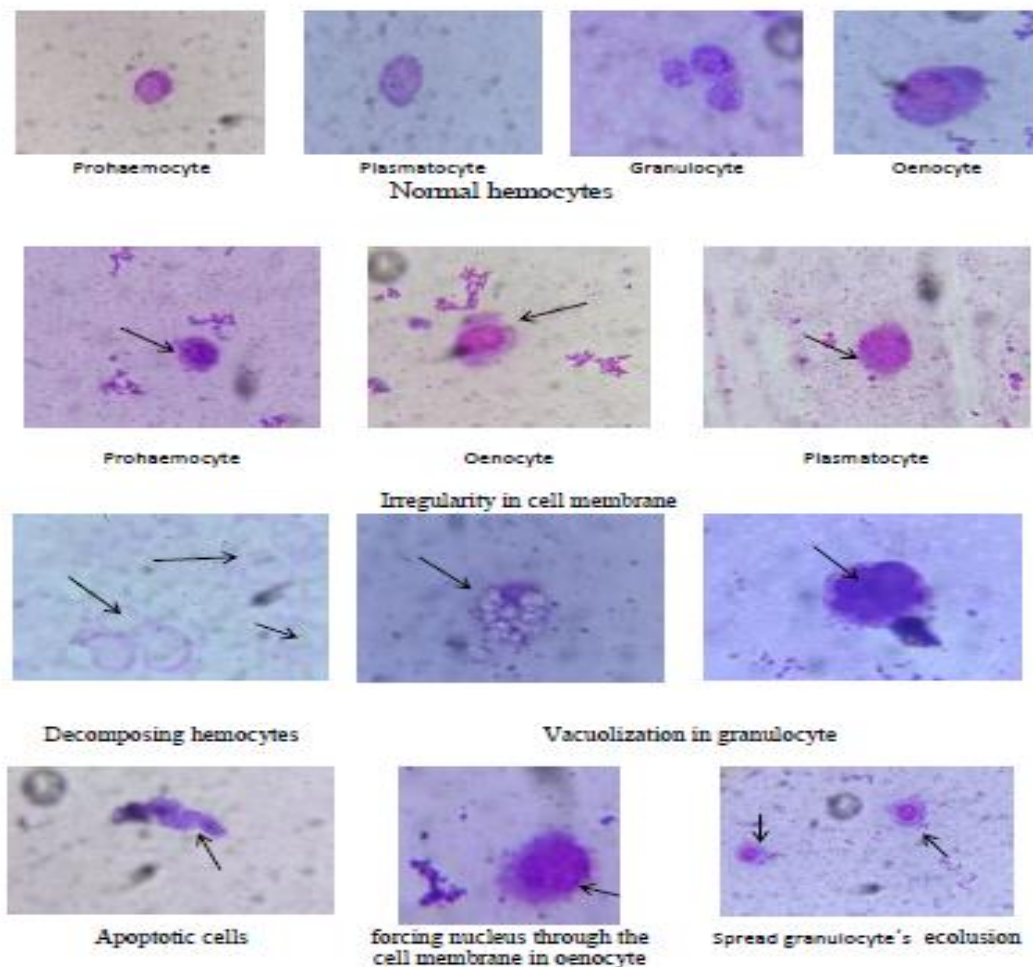 Prohaemocyte Plasmatocyte Granulocyte Oenocyte
Normal hemocytes
Prohaemocyte Oenocyte Plasmatocyte
Irregularity in cell membrane
Decomposing hemocytes Vacuolization in granulocyte
Apoptotic cells
forcing nucleus through the
cell membrane in oenocyte
Spread granulocyte's ecolusion